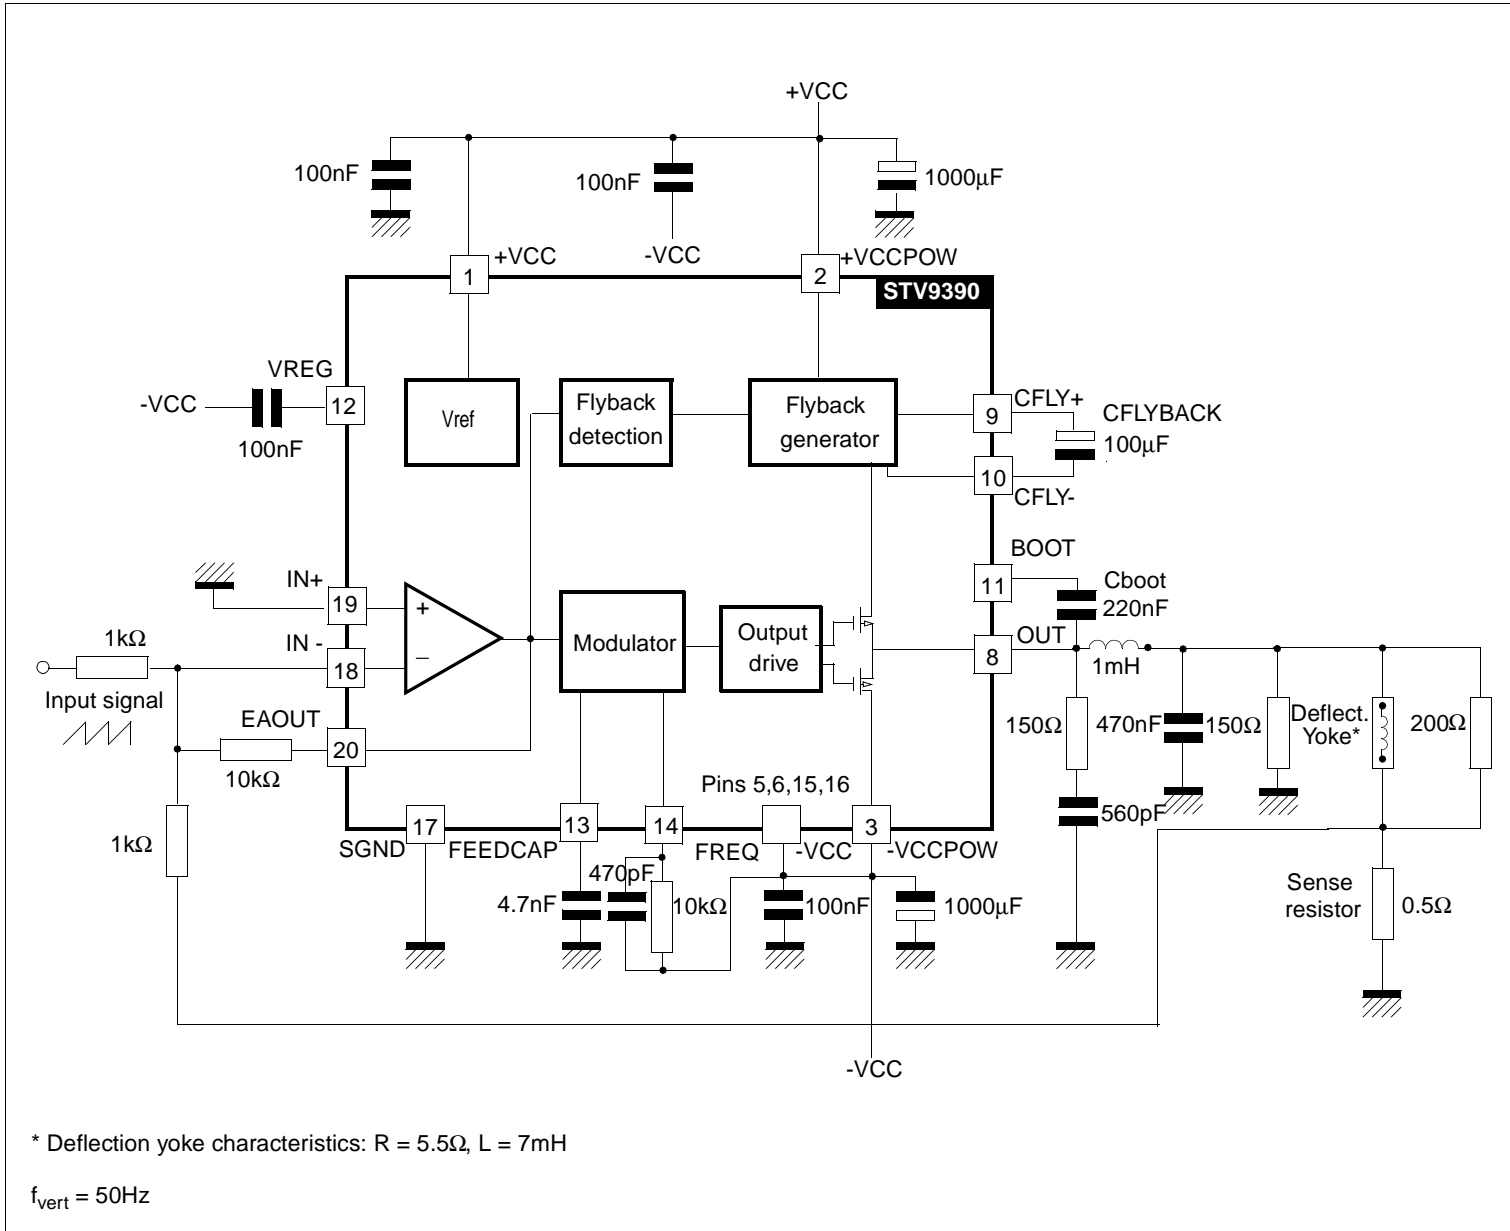 +VCC
100nF
100nF
1000μF
-VCC
+VCC
+VCCPOW
1
2
STV9390
VREG
-VCC
12
100nF
Vref
Flyback
detection
Flyback
generator
CFLY+
9
CFLYBACK
100μF
10
CFLY-
BOOT
11
Cboot
220nF
IN+
19
+
1kΩ
IN -
18
–
Input signal
EAOUT
20
10kΩ
Modulator
Output
drive
OUT
8
1mH
150Ω
470nF
150Ω
Deflect.
Yoke*
200Ω
560pF
Pins 5,6,15,16
1kΩ
17
13
14
3
SGND
FEEDCAP
FREQ
-VCC
-VCCPOW
470pF
4.7nF
10kΩ
100nF
1000μF
Sense
resistor
0.5Ω
-VCC
* Deflection yoke characteristics: R = 5.5Ω, L = 7mH
fvert = 50Hz